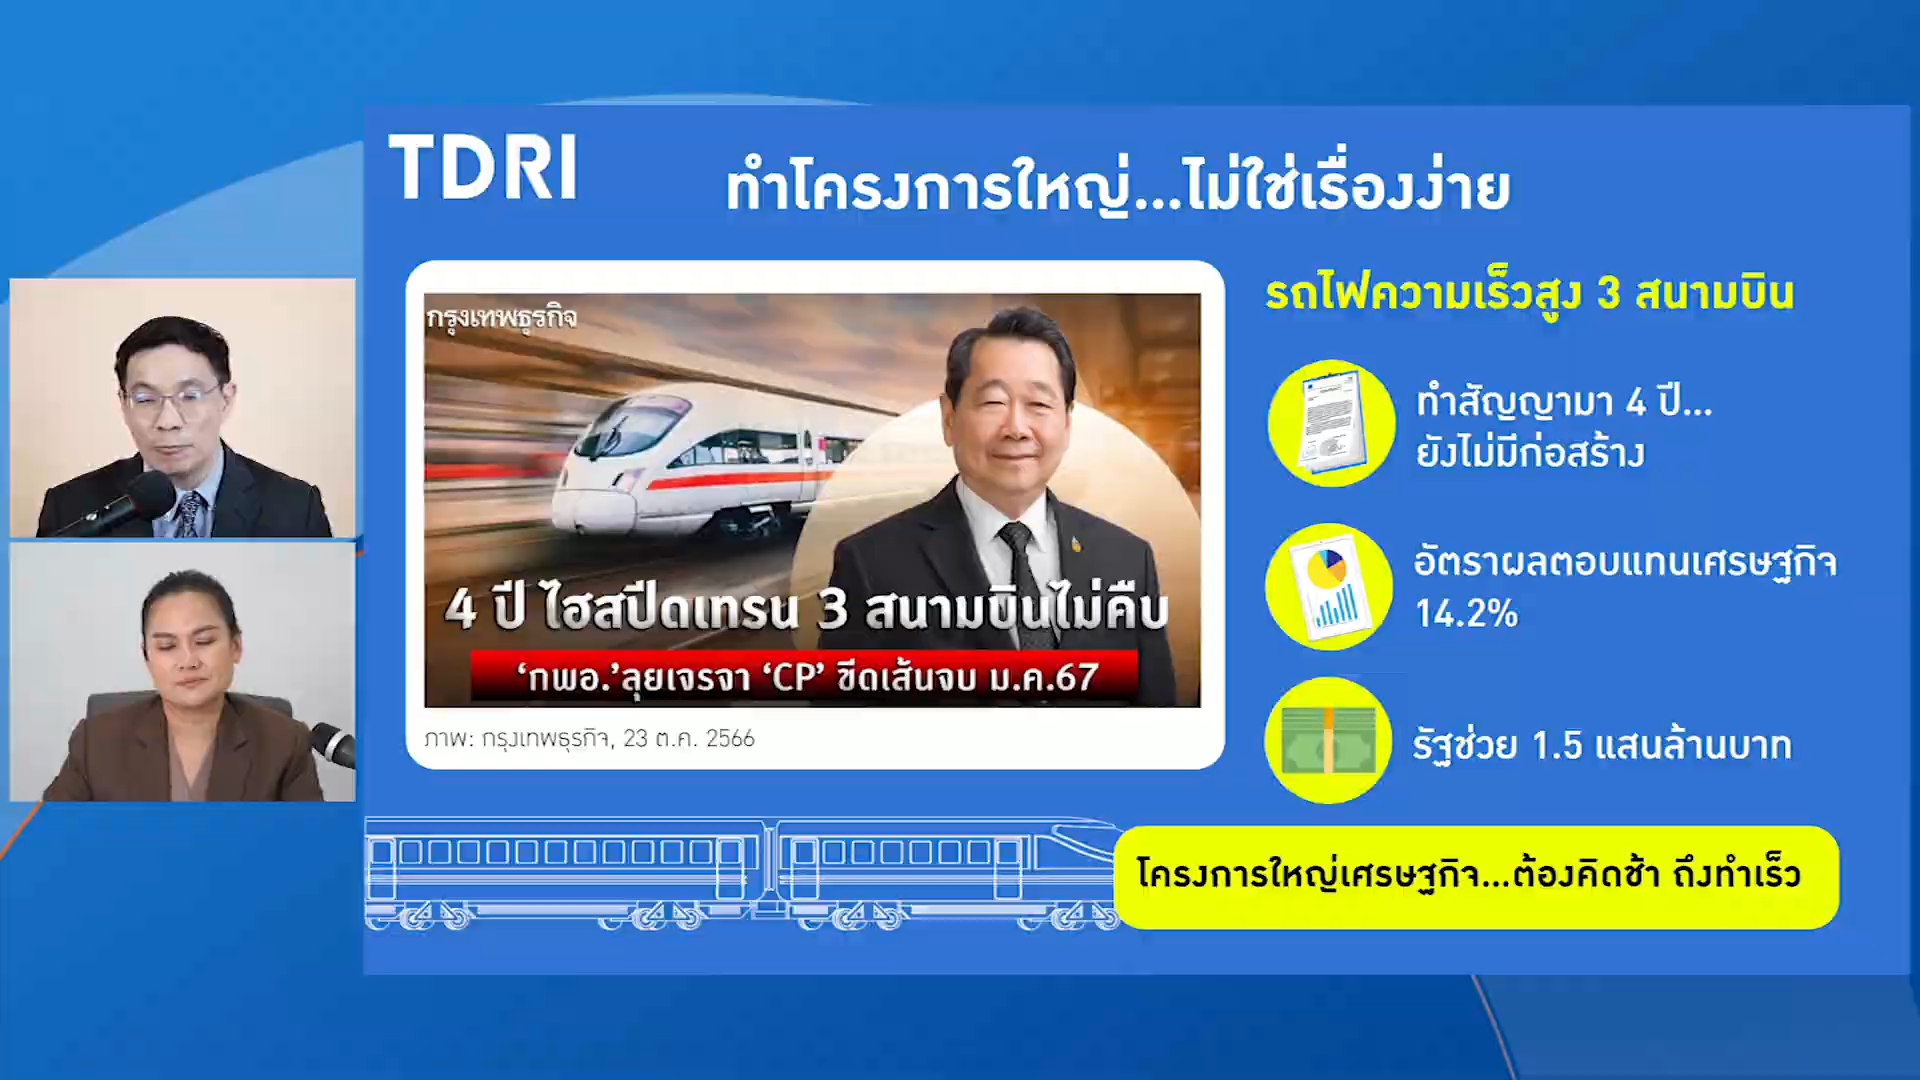 TDRI
ทำโครงการใหญ่...ไม่ใช่เรื่องง่าย
กรุงเทพธุรกิจ
4 ปี ไฮสปีดเทรน 3 สนามบินไม่คืบ
‘กพอ.’ลุยเจรจา ‘CP’ ขีดเส้นจบ ม.ค.67
ภาพ: กรุงเทพธุรกิจ, 23 ต.ค. 2566
รถไฟความเร็วสูง 3 สนามบิน
ทำสัญญามา 4 ปี...
ยังไม่มีก่อสร้าง
อัตราผลตอบแทนเศรษฐกิจ
14.2%
รัฐช่วย 1.5 แสนล้านบาท
โครงการใหญ่เศรษฐกิจ...ต้องคิดช้า ถึงทำเร็ว